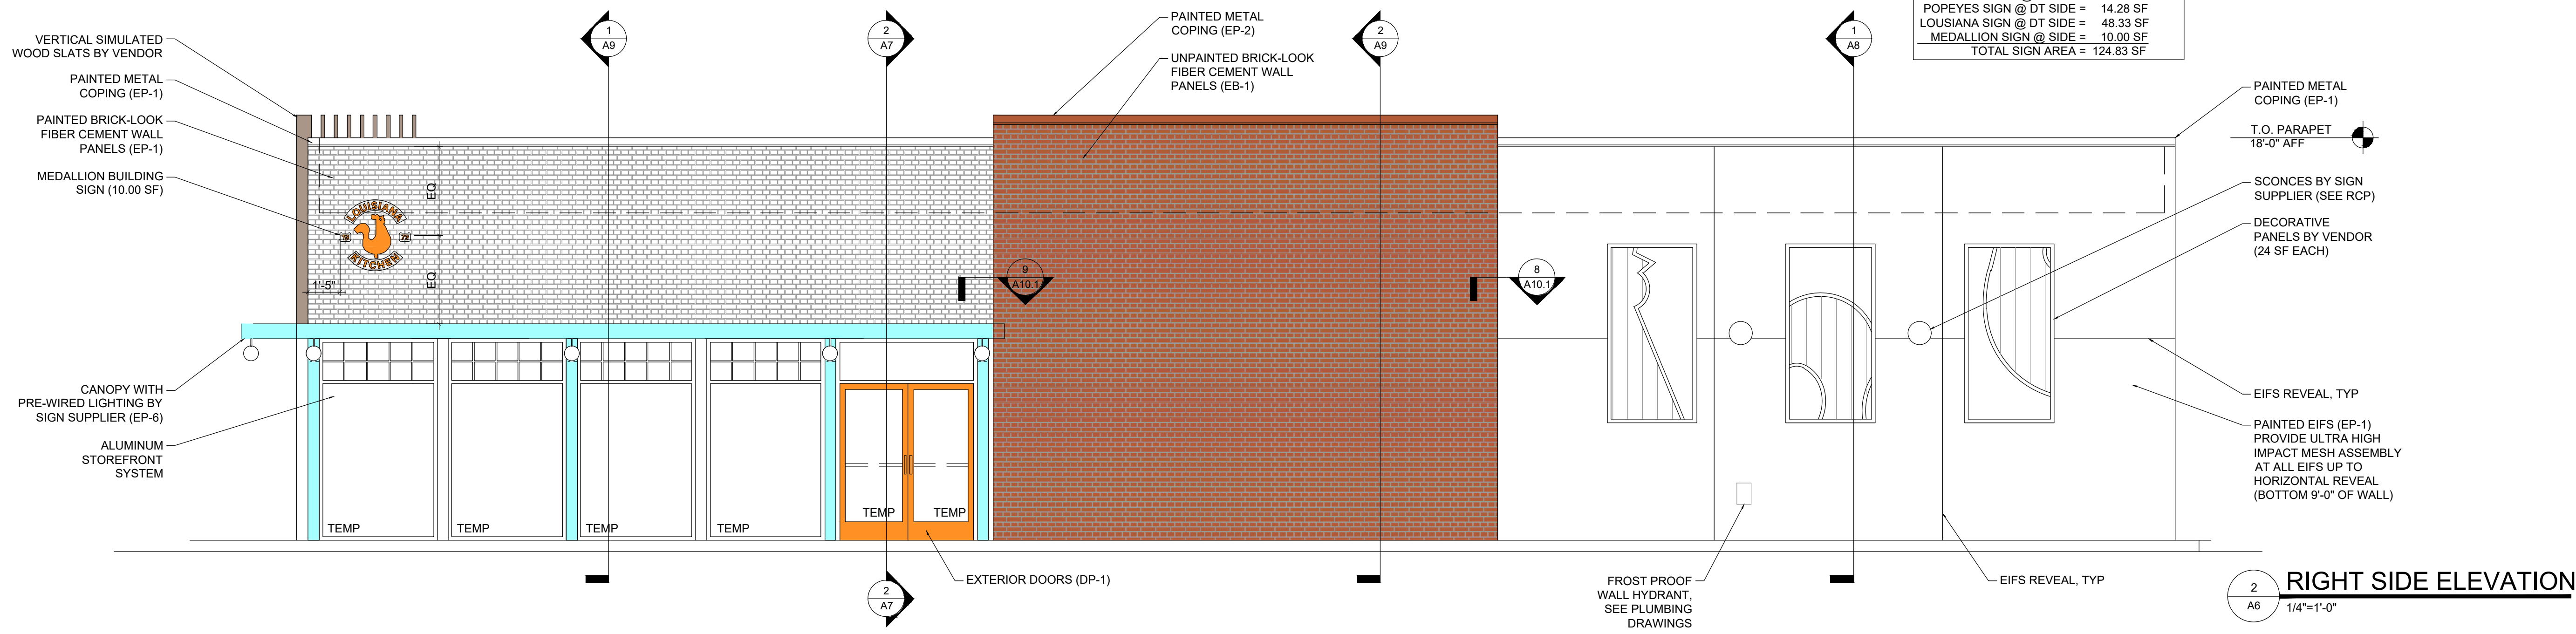 POPEYES SIGN @ DT SIDE = 14.28 SF
LOUSIANA SIGN @ DT SIDE = 48.33 SF
MEDALLION SIGN @ SIDE = 10.00 SF
TOTAL SIGN AREA = 124.83 SF
VERTICAL SIMULATED
WOOD SLATS BY VENDOR
PAINTED METAL
COPING (EP-1)
PAINTED BRICK-LOOK
FIBER CEMENT WALL
PANELS (EP-1)
MEDALLION BUILDING
SIGN (10.00 SF)
CANOPY WITH
PRE-WIRED LIGHTING BY
SIGN SUPPLIER (EP-6)
ALUMINUM
STOREFRONT
SYSTEM
1
A9
2
A7
PAINTED METAL
COPING (EP-2)
UNPAINTED BRICK-LOOK
FIBER CEMENT WALL
PANELS (EB-1)
2
A9
1
A8
LOUISIANA
19 72
KITCHEN
1'-5"
EQ
EQ
9
A10.1
8
A10.1
TEMP
TEMP
TEMP
TEMP
TEMP
TEMP
EXTERIOR DOORS (DP-1)
2
A7
PAINTED METAL
COPING (EP-1)
T.O. PARAPET
18'-0" AFF
SCONCES BY SIGN
SUPPLIER (SEE RCP)
DECORATIVE
PANELS BY VENDOR
(24 SF EACH)
EIFS REVEAL, TYP
PAINTED EIFS (EP-1)
PROVIDE ULTRA HIGH
IMPACT MESH ASSEMBLY
AT ALL EIFS UP TO
HORIZONTAL REVEAL
(BOTTOM 9'-0" OF WALL)
FROST PROOF
WALL HYDRANT,
SEE PLUMBING
DRAWINGS
EIFS REVEAL, TYP
2
A6
RIGHT SIDE ELEVATION
1/4"=1'-0"